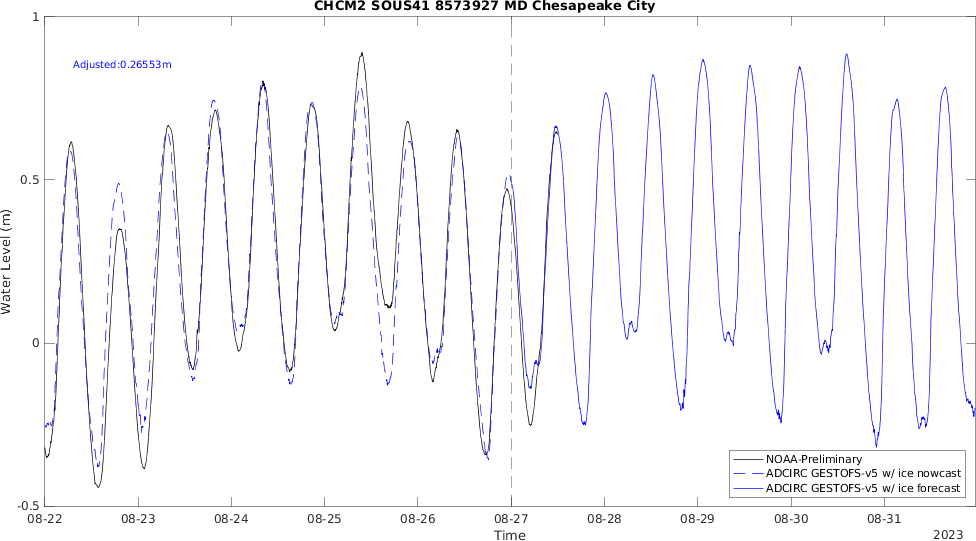 CHCM2 SOUS41 8573927 MD Chesapeake City
Adjusted:0.26553m
Water Level (m)
1
0.5
0
-0.5
08-22 08-23 08-24 08-25 08-26 08-27 08-28 08-29 08-30 08-31
Time
2023
NOAA-Preliminary
ADCIRC GESTOFS-v5 w/ ice nowcast
ADCIRC GESTOFS-v5 w/ ice forecast